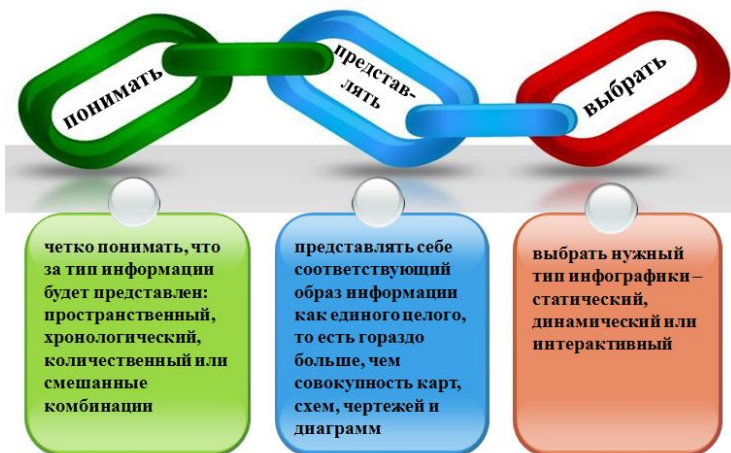 понимать
представ-
лять
выбрать
четко понимать, что
за тип информации
будет представлен:
пространственный,
хронологический,
количественный или
смешанные
комбинации
представлять себе
соответствующий
образ информации
как единого целого,
то есть гораздо
больше, чем
совокупность карт,
схем, чертежей и
диаграмм
выбрать нужный
тип инфографики –
статический,
динамический или
интерактивный